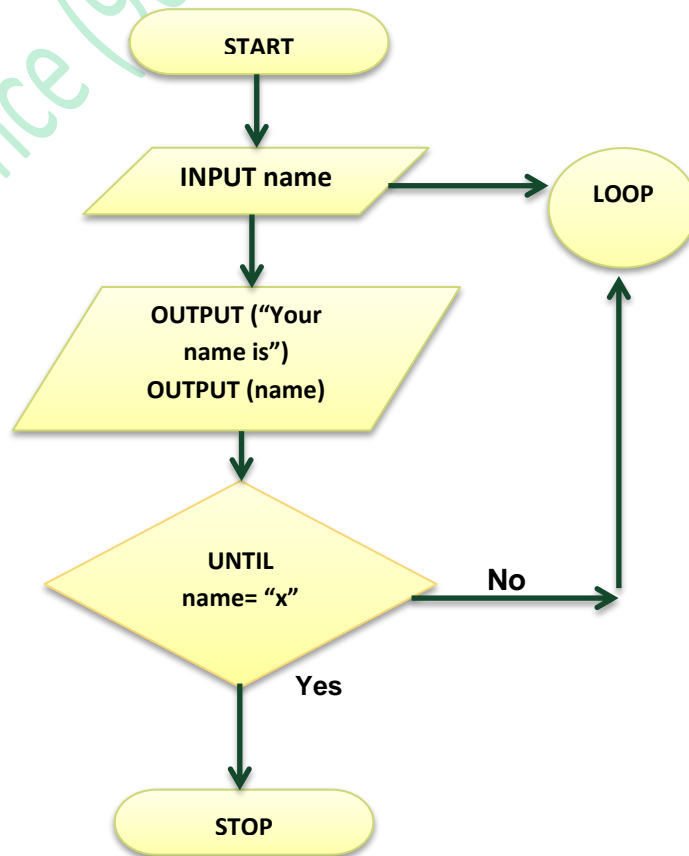 START
INPUT name
LOOP
OUTPUT (“Your
name is”)
OUTPUT (name)
UNTIL
name= “x”
No
Yes
STOP